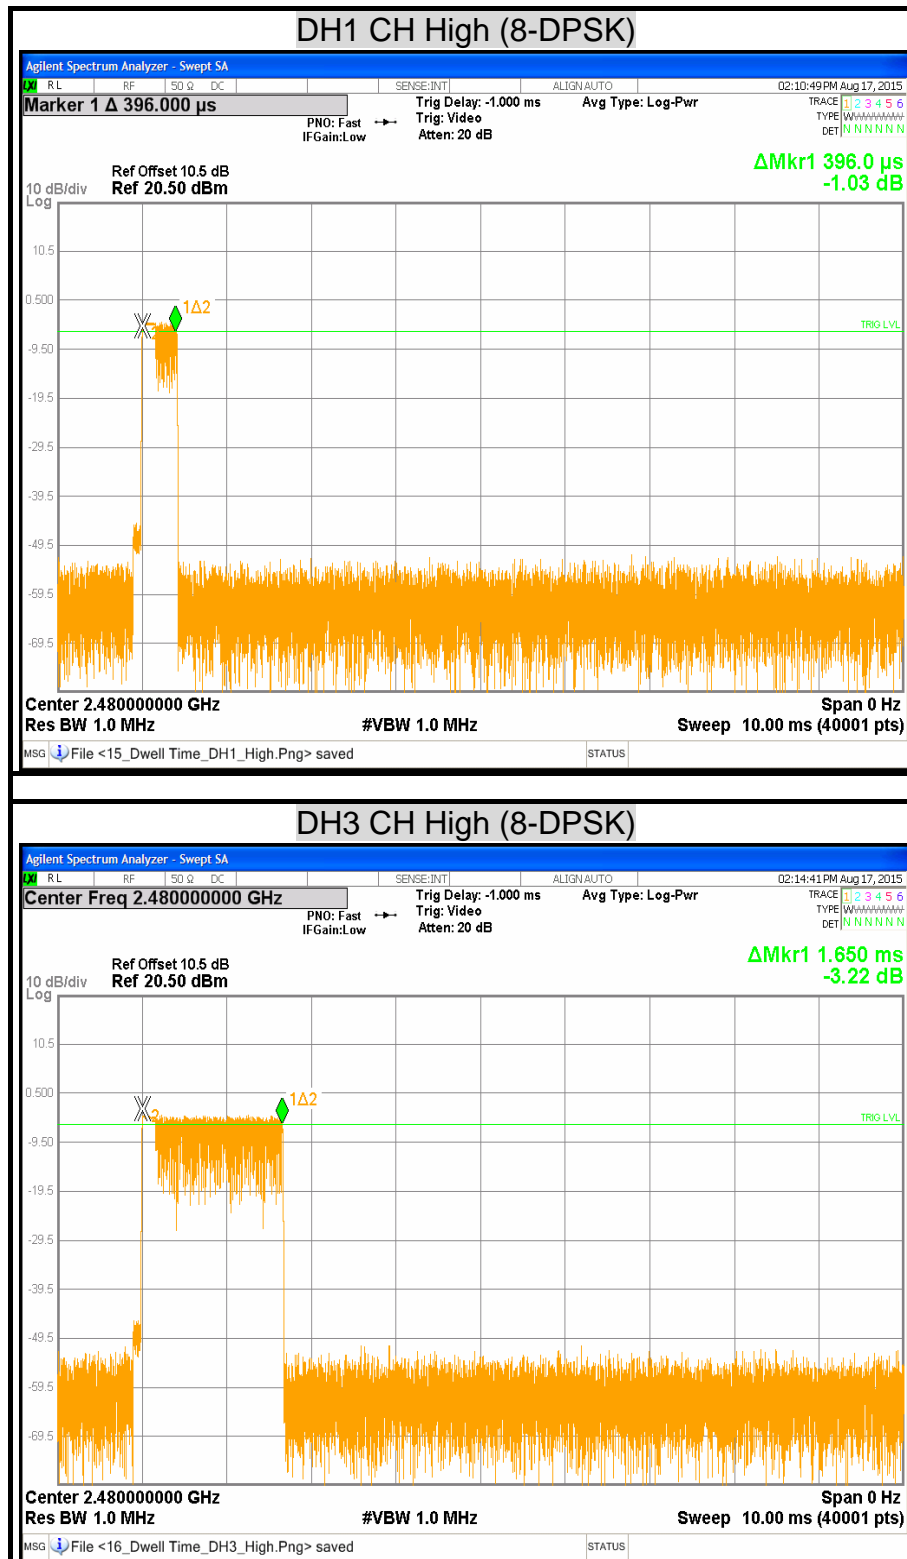 DH1 CH High (8-DPSK)
Agilent Spectrum Analyzer - Swept SA
LXI RL RF 50 Ω DC SENSE:INT ALIGN AUTO 02:10:49 PM Aug 17, 2015
Marker 1 Δ 396.000 µs
PNO: Fast
IFGain:Low
Trig Delay: -1.000 ms
Trig: Video
Atten: 20 dB
Avg Type: Log-Pwr
TRACE 1 2 3 4 5 6
TYPE
DET N N N N N N
ΔMkr1 396.0 µs
-1.03 dB
Ref Offset 10.5 dB
10 dB/div Ref 20.50 dBm
Log
10.5
0.500
1Δ2
2
TRIG LVL
-9.50
-19.5
-29.5
-39.5
-49.5
-59.5
-69.5
Center 2.480000000 GHz Span 0 Hz
Res BW 1.0 MHz #VBW 1.0 MHz Sweep 10.00 ms (40001 pts)
MSG File <15_Dwell Time_DH1_High.Png> saved STATUS
DH3 CH High (8-DPSK)
Agilent Spectrum Analyzer - Swept SA
LXI RL RF 50 Ω DC SENSE:INT ALIGN AUTO 02:14:41 PM Aug 17, 2015
Center Freq 2.480000000 GHz
PNO: Fast
IFGain:Low
Trig Delay: -1.000 ms
Trig: Video
Atten: 20 dB
Avg Type: Log-Pwr
TRACE 1 2 3 4 5 6
TYPE
DET N N N N N N
ΔMkr1 1.650 ms
-3.22 dB
Ref Offset 10.5 dB
10 dB/div Ref 20.50 dBm
Log
10.5
0.500
1Δ2
2
TRIG LVL
-9.50
-19.5
-29.5
-39.5
-49.5
-59.5
-69.5
Center 2.480000000 GHz Span 0 Hz
Res BW 1.0 MHz #VBW 1.0 MHz Sweep 10.00 ms (40001 pts)
MSG File <16_Dwell Time_DH3_High.Png> saved STATUS